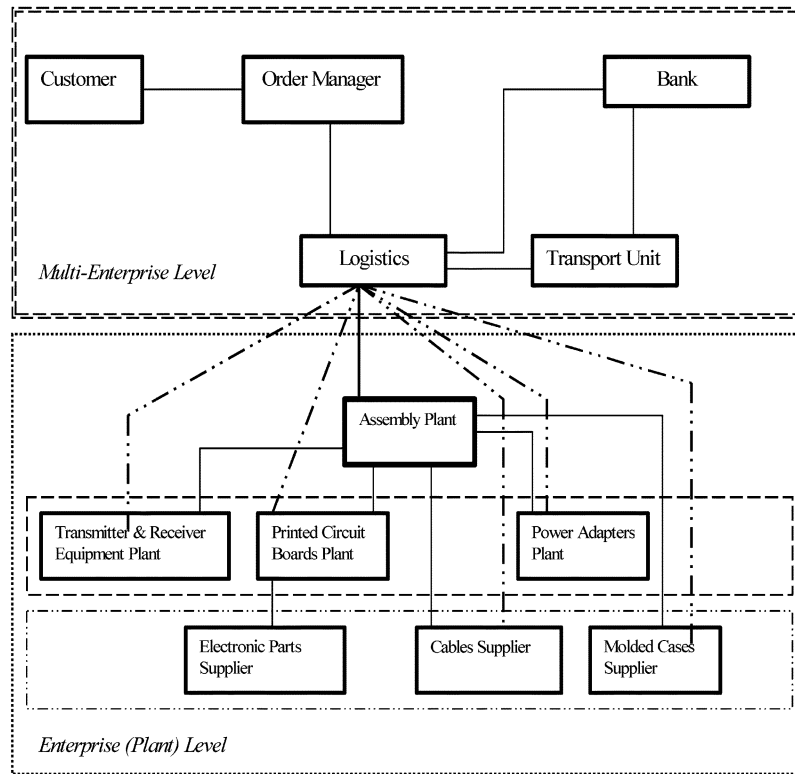 Customer
Order Manager
Bank
Logistics
Transport Unit
Multi-Enterprise Level
Assembly Plant
Transmitter & Receiver
Equipment Plant
Printed Circuit
Boards Plant
Power Adapters
Plant
Electronic Parts
Supplier
Cables Supplier
Molded Cases
Supplier
Enterprise (Plant) Level